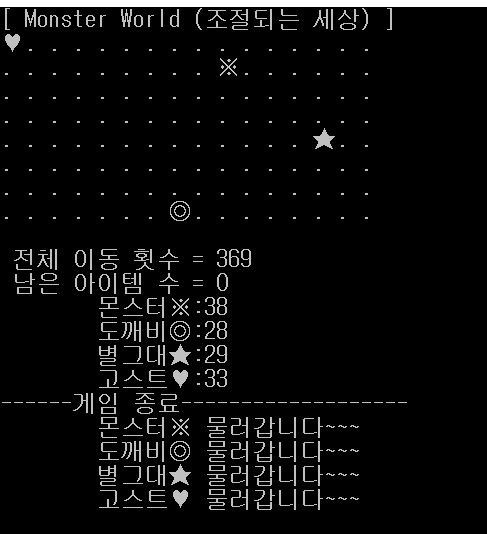 [ Monster World (조절되는 세상) ]
♥. . . . . . . . . . . . . . .
. . . . . . . . . ※. . . . . .
. . . . . . . . . . . . . . . .
. . . . . . . . . . . . . . . .
. . . . . . . . . . . . . ★. .
. . . . . . . . . . . . . . . .
. . . . . . . . . . . . . . . .
. . . . . . . ◎. . . . . . . .
전체 이동 횟수 = 369
남은 아이템 수 = 0
몬스터※:38
도깨비◎:28
별그대★:29
고스트♥:33
------게임 종료-------------------
몬스터※ 물러갑니다~~~
도깨비◎ 물러갑니다~~~
별그대★ 물러갑니다~~~
고스트♥ 물러갑니다~~~